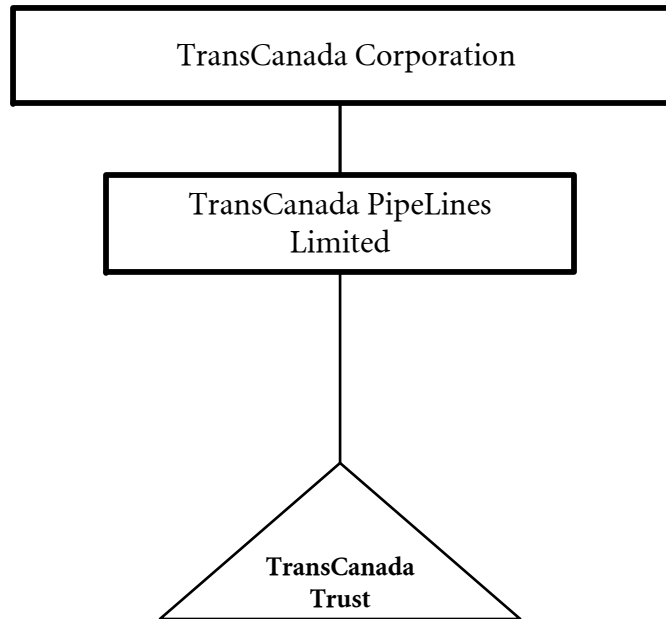 TransCanada Corporation
TransCanada PipeLines
Limited
TransCanada
Trust